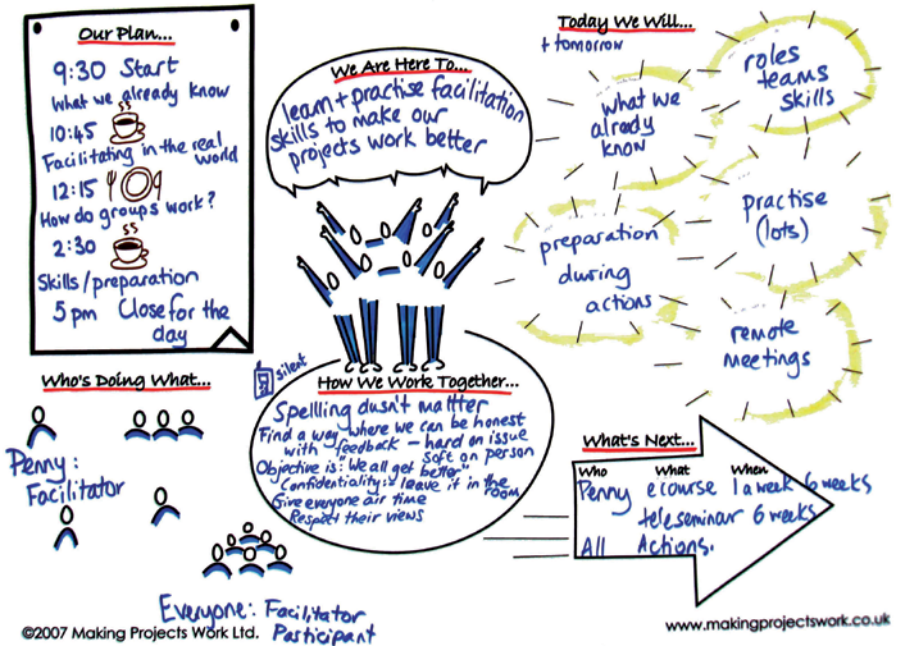 Our Plan...
9:30 Start
What we already know
10:45
Facilitating in the real
world
12:15
How do groups work?
2:30
Skills/preparation
5pm Close for the
day
We Are Here To...
learn + practise facilitation
skills to make our
projects work better
Today We Will...
+ tomorrow
what we
already
know
roles
teams
skills
preparation
during
actions
practise
(lots)
remote
meetings
Who's Doing What...
Penny:
Facilitator
Everyone: Facilitator
Participant
silent
How We Work Together...
Spelling dusn't mattter
Find a way where we can be honest
with feedback – hard on issue
soft on person
Objective is: "We all get better"
Confidentiality: leave it in the
room
Give everyone air time
Respect their views
What's Next...
Who What When
Penny ecourse 1 a week 6 weeks
teleseminar 6 weeks
All Actions.
©2007 Making Projects Work Ltd.
www.makingprojectswork.co.uk